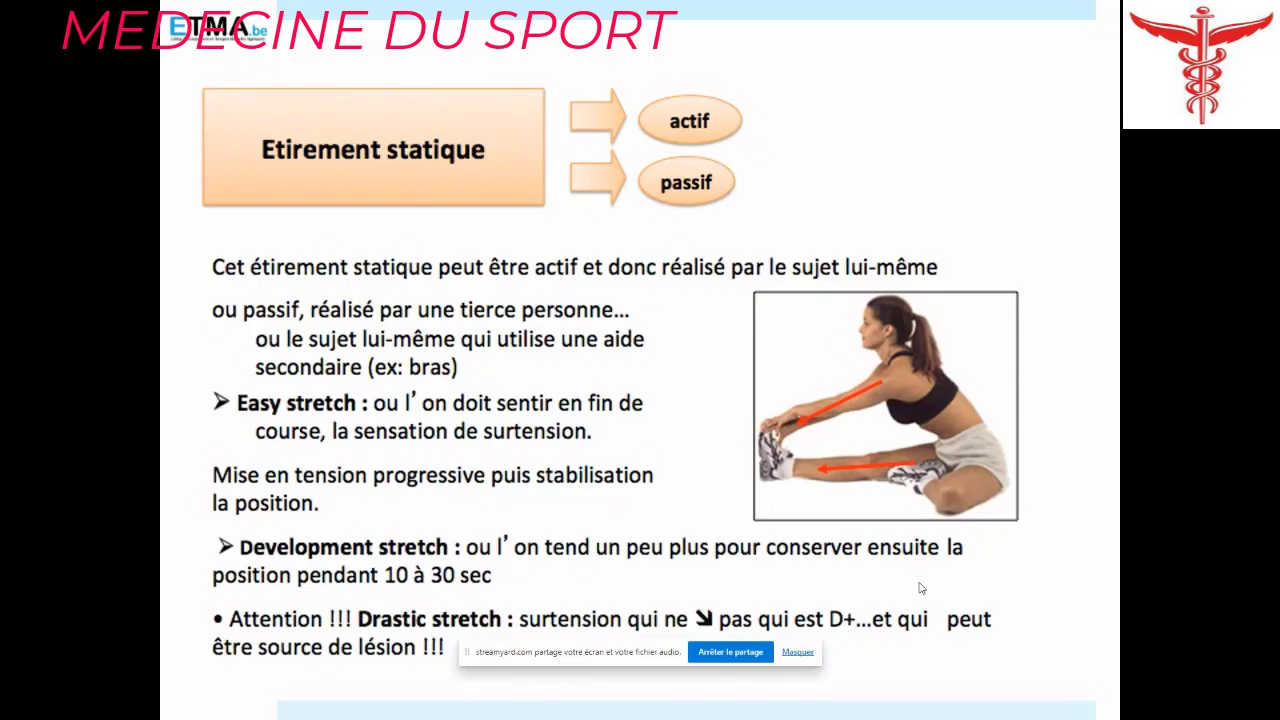 MEDECINE DU SPORT
ETMA.be
Etirement statique
actif
passif
Cet étirement statique peut être actif et donc réalisé par le sujet lui-même
ou passif, réalisé par une tierce personne...
ou le sujet lui-même qui utilise une aide
secondaire (ex: bras)
➢ Easy stretch : ou l’on doit sentir en fin de
course, la sensation de surtension.
Mise en tension progressive puis stabilisation
la position.
➢ Development stretch : ou l’on tend un peu plus pour conserver ensuite la
position pendant 10 à 30 sec
• Attention !!! Drastic stretch : surtension qui ne ➘ pas qui est D+...et qui peut
être source de lésion !!!
streamyard.com partage votre écran et votre fichier audio. Arrêter le partage Masquer